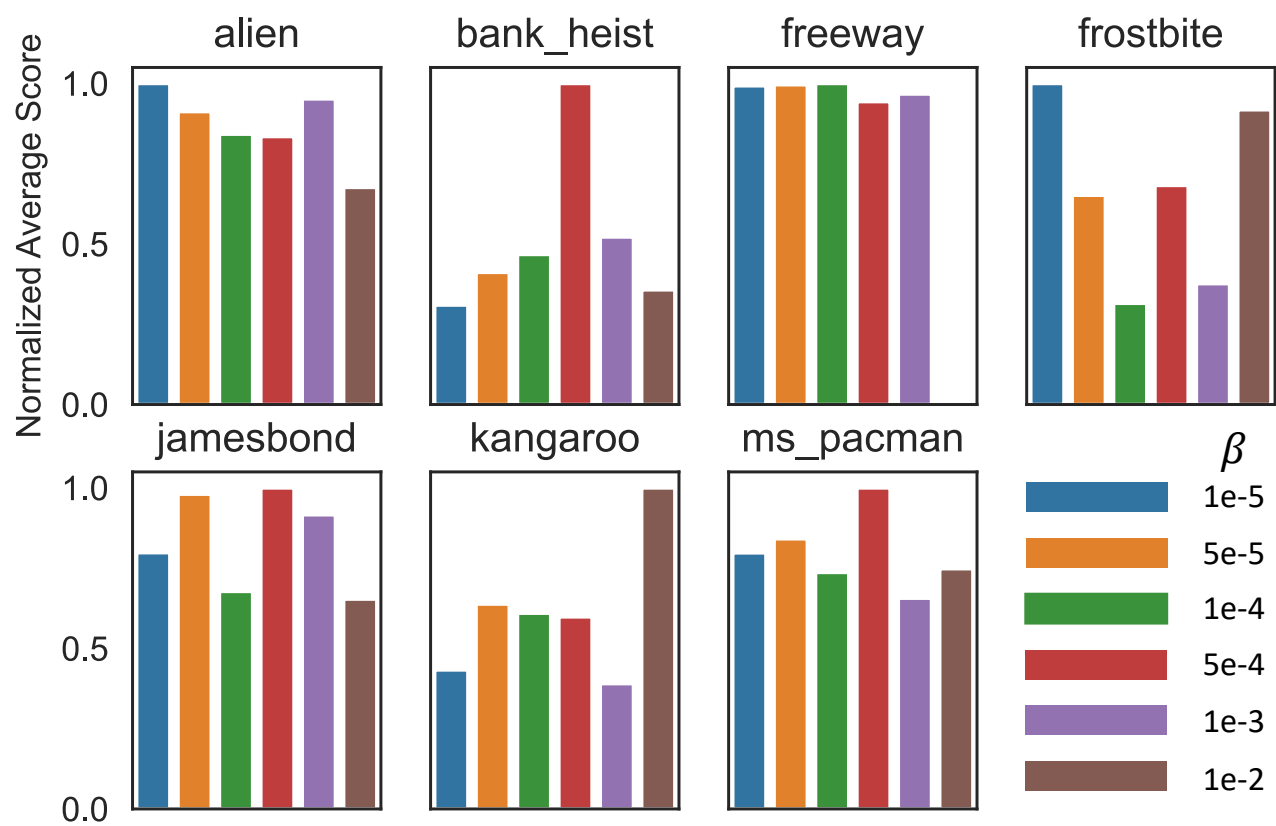 alien
bank_heist
freeway
frostbite
Normalized Average Score
1.0
0.5
0.0
jamesbond
kangaroo
ms_pacman
1.0
0.5
0.0
β
1e-5
5e-5
1e-4
5e-4
1e-3
1e-2